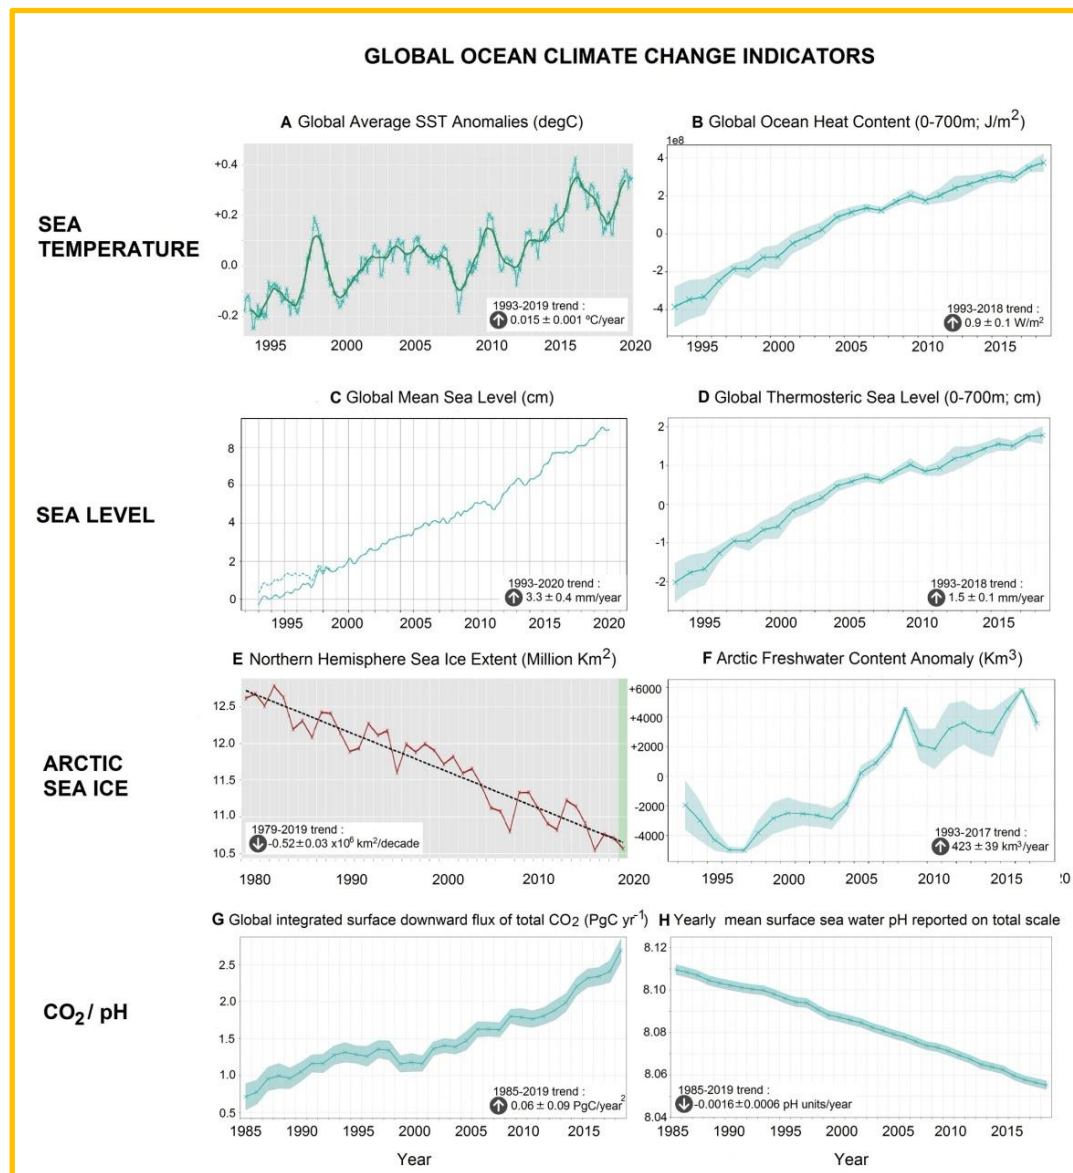 GLOBAL OCEAN CLIMATE CHANGE INDICATORS
SEA
TEMPERATURE
A Global Average SST Anomalies (degC)
+0.4
+0.2
0.0
-0.2
1993-2019 trend :
0.015 ± 0.001 ºC/year
1995 2000 2005 2010 2015 2020
B Global Ocean Heat Content (0-700m; J/m²)
1e8
4
2
0
-2
-4
1993-2018 trend :
0.9 ± 0.1 W/m²
1995 2000 2005 2010 2015
SEA LEVEL
C Global Mean Sea Level (cm)
8
6
4
2
0
1993-2020 trend :
3.3 ± 0.4 mm/year
1995 2000 2005 2010 2015 2020
D Global Thermosteric Sea Level (0-700m; cm)
2
1
0
-1
-2
1993-2018 trend :
1.5 ± 0.1 mm/year
1995 2000 2005 2010 2015
ARCTIC
SEA ICE
E Northern Hemisphere Sea Ice Extent (Million Km²)
12.5
12.0
11.5
11.0
10.5
1979-2019 trend :
-0.52±0.03 x10⁶ km²/decade
1980 1990 2000 2010 2020
F Arctic Freshwater Content Anomaly (Km³)
+6000
+4000
+2000
0
-2000
-4000
1993-2017 trend :
423 ± 39 km³/year
1995 2000 2005 2010 2015 20
CO₂ / pH
G Global integrated surface downward flux of total CO₂ (PgC yr⁻¹)
2.5
2.0
1.5
1.0
0.5
1985-2019 trend :
0.06 ± 0.09 PgC/year²
1985 1990 1995 2000 2005 2010 2015
Year
H Yearly mean surface sea water pH reported on total scale
8.12
8.10
8.08
8.06
8.04
1985-2019 trend :
-0.0016±0.0006 pH units/year
1985 1990 1995 2000 2005 2010 2015
Year